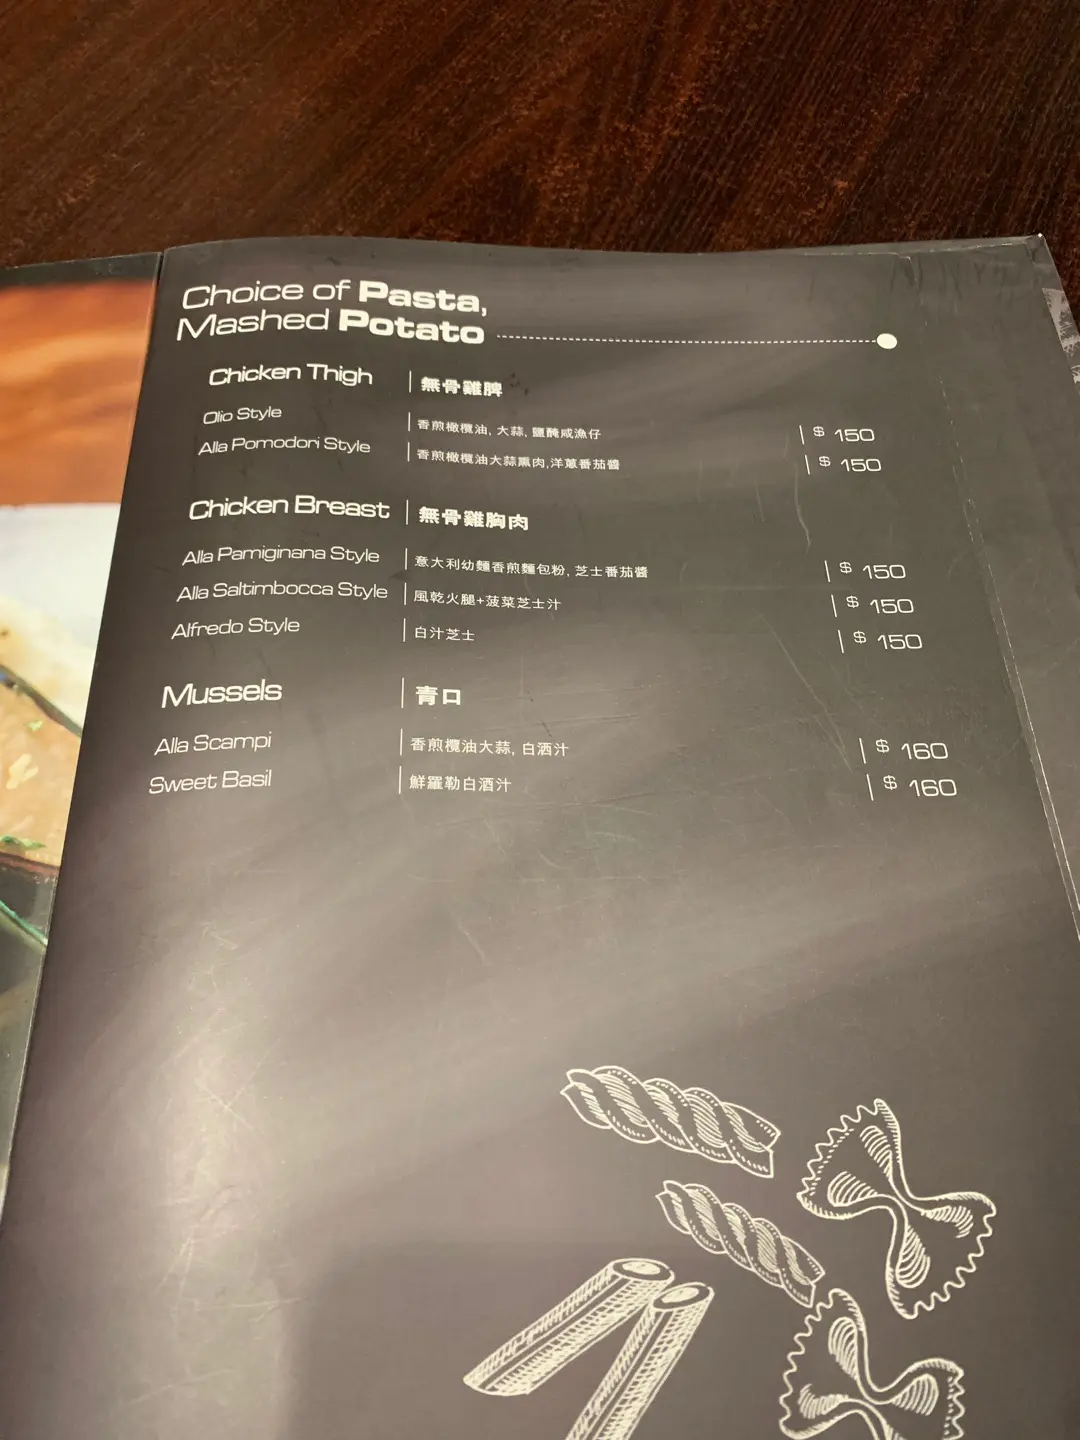 Choice of Pasta,
Mashed Potato
Chicken Thigh | 無骨雞脾
Olio Style | 香煎橄欖油, 大蒜, 鹽醃咸漁仔 | $ 150
Alla Pomodori Style | 香煎橄欖油大蒜熏肉,洋蔥番茄醬 | $ 150
Chicken Breast | 無骨雞胸肉
Alla Pamiginana Style | 意大利幼麵香煎麵包粉, 芝士番茄醬 | $ 150
Alla Saltimbocca Style | 風乾火腿+菠菜芝士汁 | $ 150
Alfredo Style | 白汁芝士 | $ 150
Mussels | 青口
Alla Scampi | 香煎欖油大蒜, 白洒汁 | $ 160
Sweet Basil | 鮮羅勒白酒汁 | $ 160